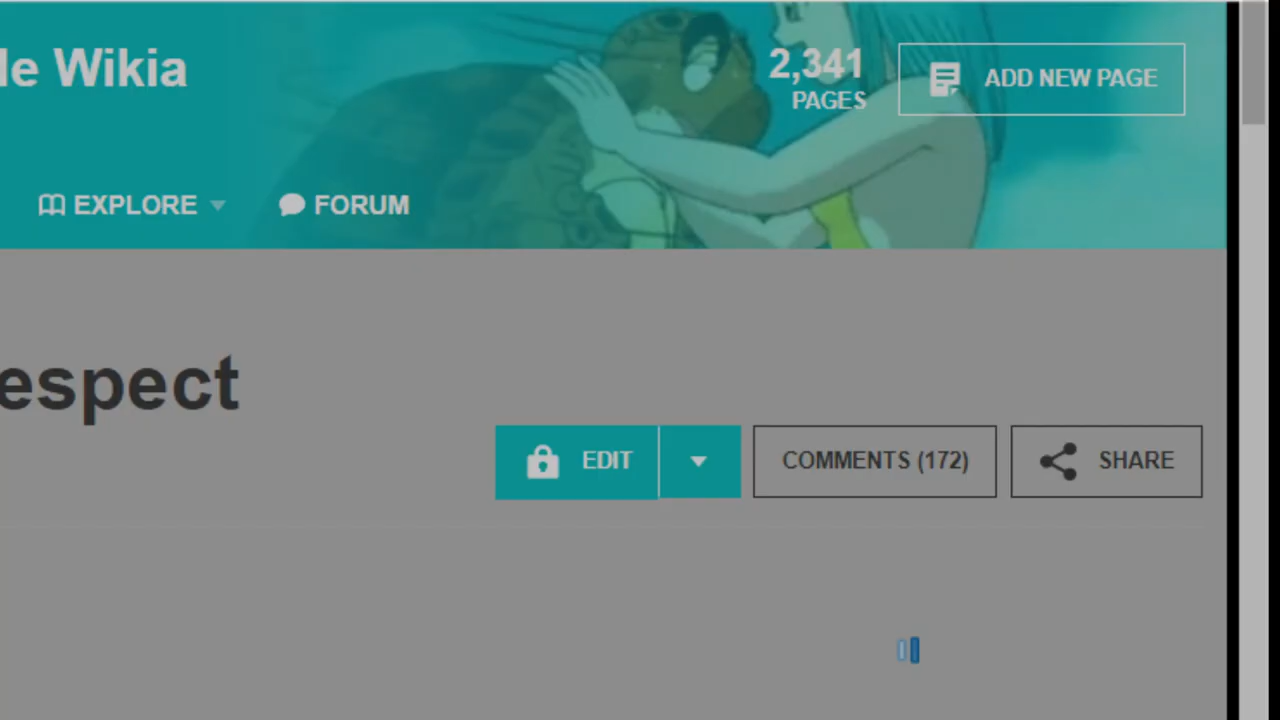 le Wikia
2,341
PAGES
ADD NEW PAGE
EXPLORE
FORUM
espect
EDIT
COMMENTS (172)
SHARE